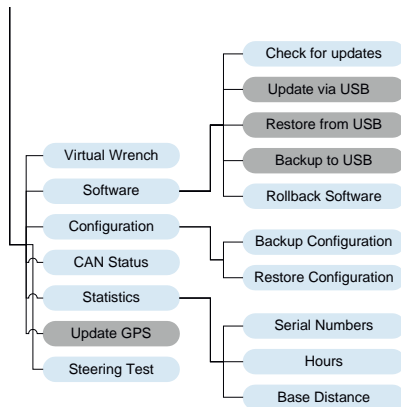 Check for updates
Update via USB
Restore from USB
Backup to USB
Rollback Software
Virtual Wrench
Software
Configuration
CAN Status
Statistics
Update GPS
Steering Test
Backup Configuration
Restore Configuration
Serial Numbers
Hours
Base Distance